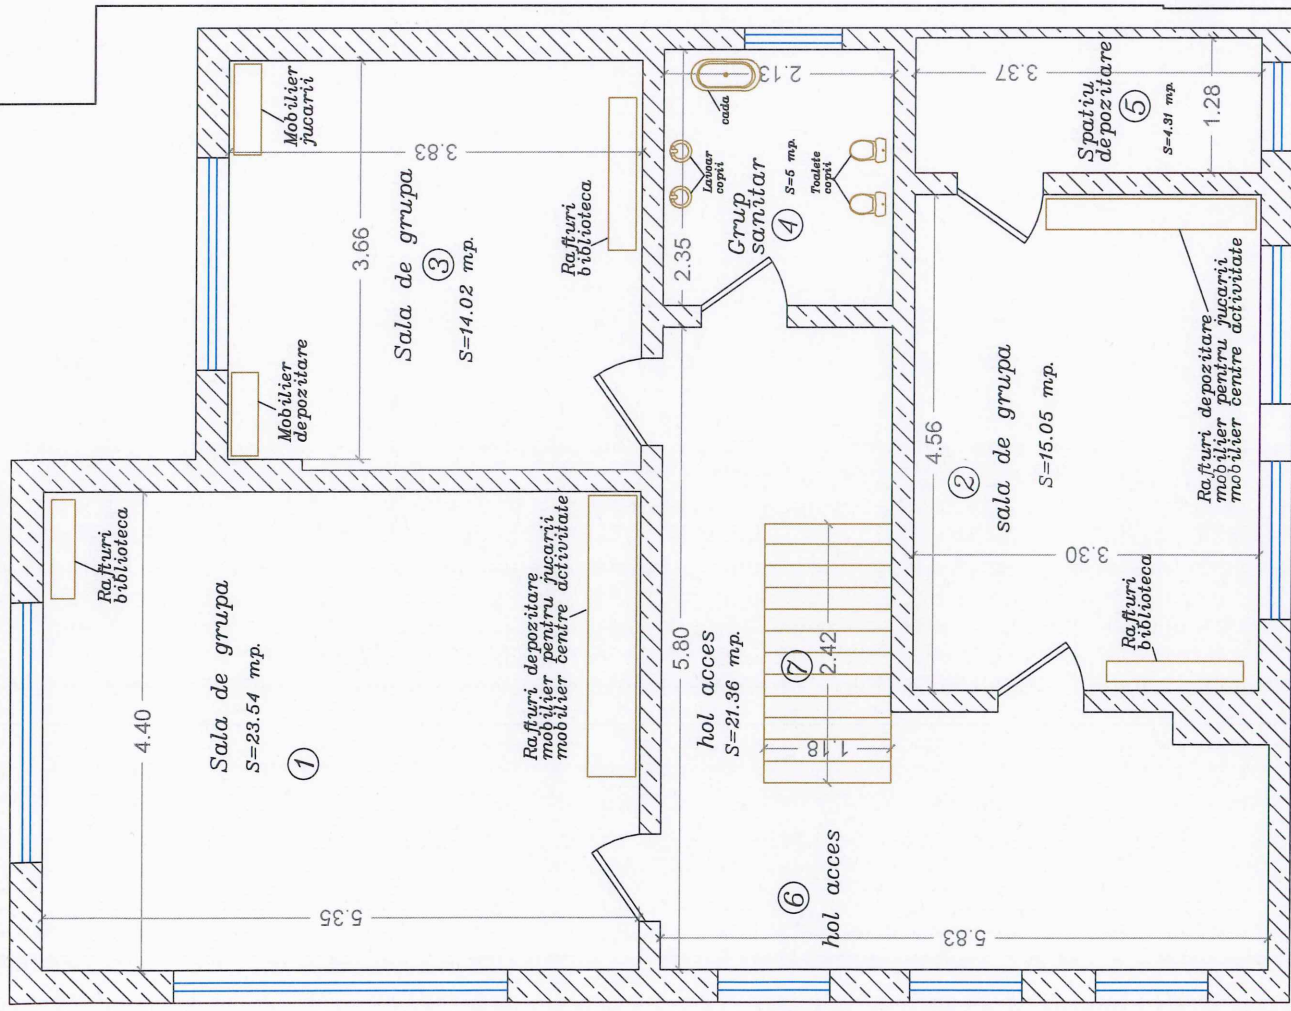 Mobilier
jucarii
3.83
3.66
Sala de grupa
3
S=14.02 mp.
Rafturi
biblioteca
Mobilier
depozitare
2.13
cada
Lavoar
copii
Grup
sanitar
S=5 mp.
4
Toalete
copii
2.35
3.37
Spatiu
depozitare
5
S=4.31 mp.
1.28
Rafturi
biblioteca
4.40
Sala de grupa
S=23.54 mp.
1
Rafturi depozitare
mobilier pentru jucarii
mobilier centre activitate
5.35
5.80
hol acces
S=21.36 mp.
7
2.42
1.18
6
hol acces
5.83
4.56
2
sala de grupa
S=15.05 mp.
3.30
Rafturi
biblioteca
Rafturi depozitare
mobilier pentru jucarii
mobilier centre activitate